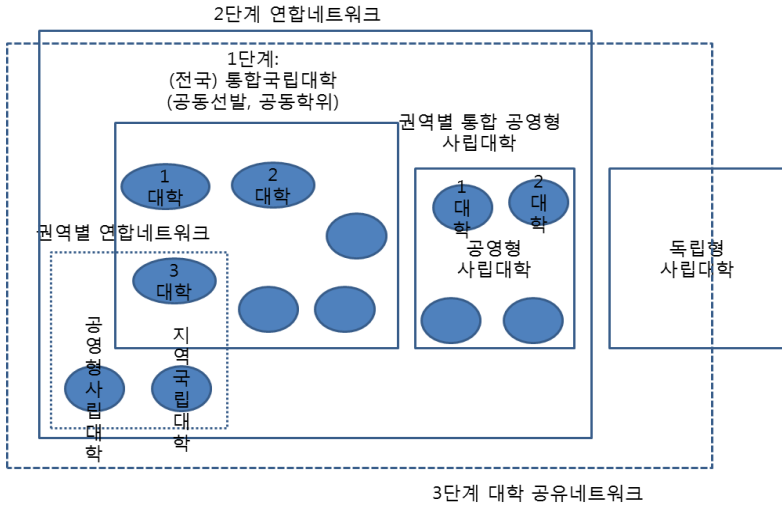 2단계 연합네트워크
1단계:
(전국) 통합국립대학
(공동선발, 공동학위)
권역별 통합 공영형
사립대학
1
대학
2
대학
1
대
학
2
대
학
권역별 연합네트워크
3
대학
공영형
사립대학
독립형
사립대학
공
영
형
사
립
대
학
지
역
국
립
대
학
3단계 대학 공유네트워크